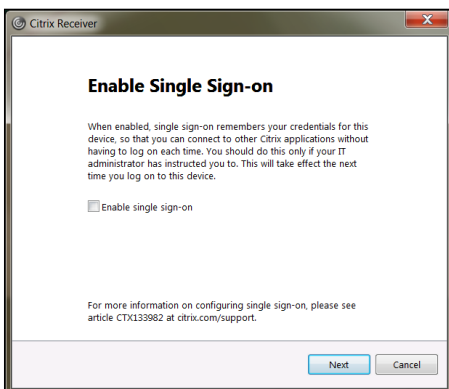 Citrix Receiver
Enable Single Sign-on
When enabled, single sign-on remembers your credentials for this
device, so that you can connect to other Citrix applications without
having to log on each time. You should do this only if your IT
administrator has instructed you to. This will take effect the next
time you log on to this device.
Enable single sign-on
For more information on configuring single sign-on, please see
article CTX133982 at citrix.com/support.
Next
Cancel